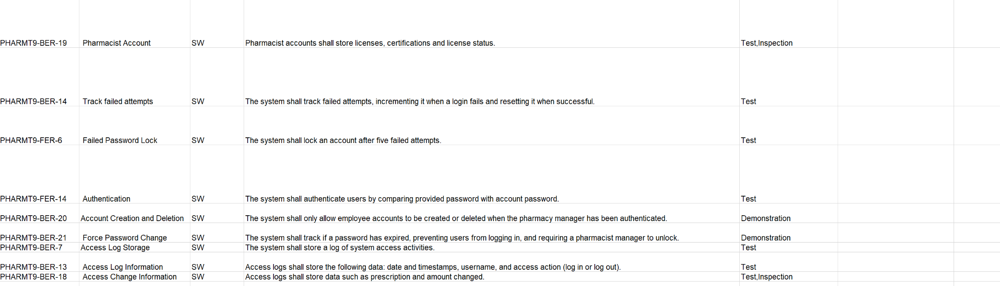 PHARMT9-BER-19 Pharmacist Account SW Pharmacist accounts shall store licenses, certifications and license status. Test,Inspection
PHARMT9-BER-14 Track failed attempts SW The system shall track failed attempts, incrementing it when a login fails and resetting it when successful. Test
PHARMT9-FER-6 Failed Password Lock SW The system shall lock an account after five failed attempts. Test
PHARMT9-FER-14 Authentication SW The system shall authenticate users by comparing provided password with account password. Test
PHARMT9-BER-20 Account Creation and Deletion SW The system shall only allow employee accounts to be created or deleted when the pharmacy manager has been authenticated. Demonstration
PHARMT9-BER-21 Force Password Change SW The system shall track if a password has expired, preventing users from logging in, and requiring a pharmacist manager to unlock. Demonstration
PHARMT9-BER-7 Access Log Storage SW The system shall store a log of system access activities. Test
PHARMT9-BER-13 Access Log Information SW Access logs shall store the following data: date and timestamps, username, and access action (log in or log out). Test
PHARMT9-BER-18 Access Change Information SW Access logs shall store data such as prescription and amount changed. Test,Inspection